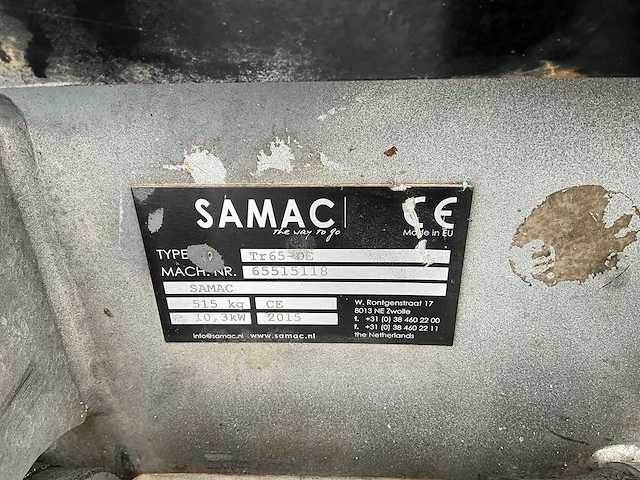 SAMAC
the way to go
CE
Made in EU
TYPE Tr65-DE
MACH. NR. 65515118
SAMAC
515 kg CE
10,3kW 2015
W. Rontgenstraat 17
8013 NE Zwolle
t. +31 (0) 38 460 22 00
f. +31 (0) 38 460 22 11
the Netherlands
info@samac.nl www.samac.nl